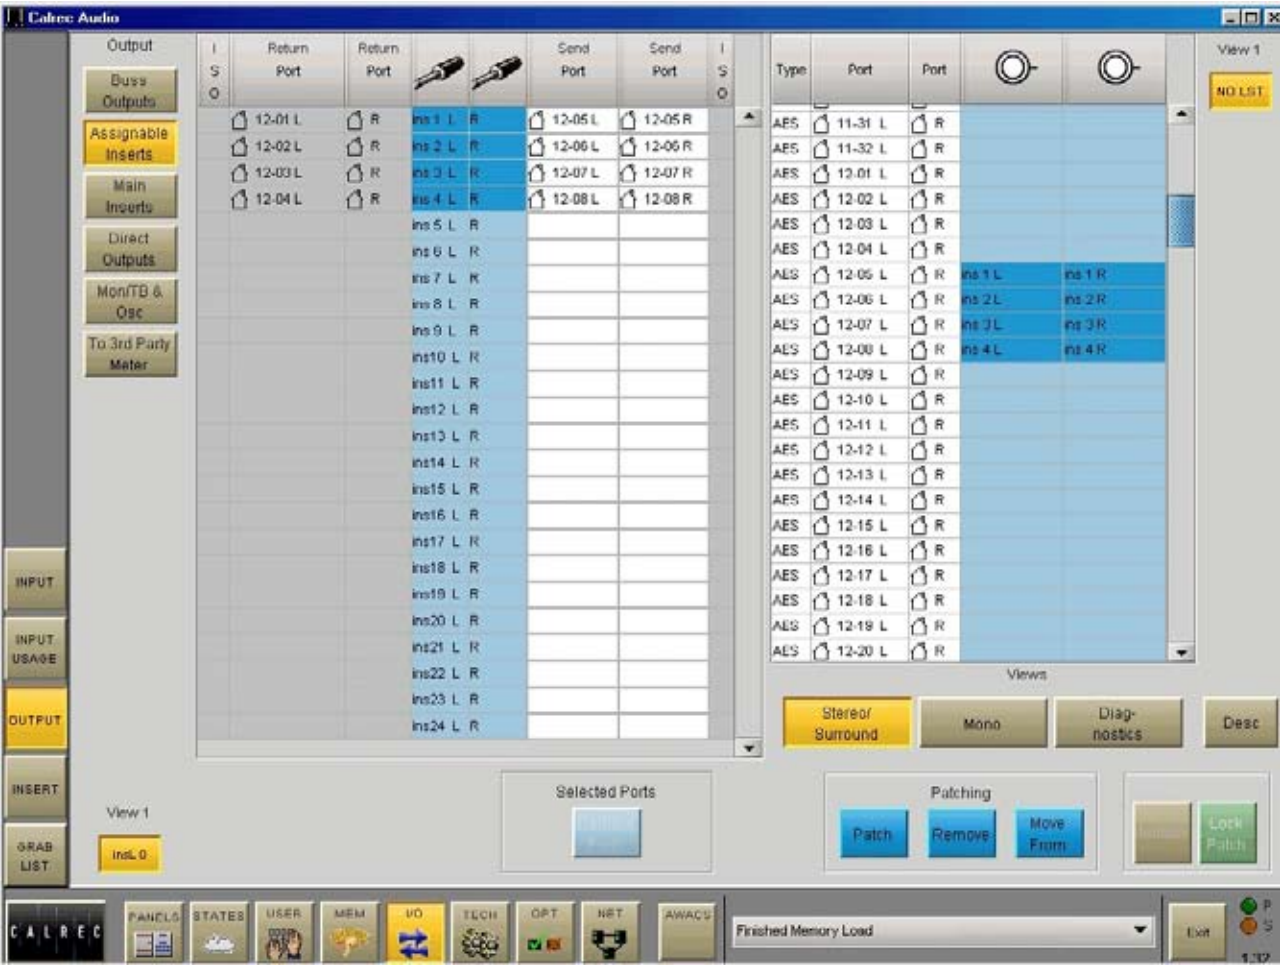 Calrec Audio
Output
Buss Outputs
Assignable Inserts
Main Inserts
Direct Outputs
Mon/TB & Osc
To 3rd Party Meter
INPUT
INPUT USAGE
OUTPUT
INSERT
GRAB LIST
View 1
insL 0
I S O Return Port Return Port Send Port Send Port I S O
12-01 L R ins 1 L R 12-05 L 12-05 R
12-02 L R ins 2 L R 12-06 L 12-06 R
12-03 L R ins 3 L R 12-07 L 12-07 R
12-04 L R ins 4 L R 12-08 L 12-08 R
ins 5 L R
ins 6 L R
ins 7 L R
ins 8 L R
ins 9 L R
ins10 L R
ins11 L R
ins12 L R
ins13 L R
ins14 L R
ins15 L R
ins16 L R
ins17 L R
ins18 L R
ins19 L R
ins20 L R
ins21 L R
ins22 L R
ins23 L R
ins24 L R
Type Port Port
AES 11-31 L R
AES 11-32 L R
AES 12-01 L R
AES 12-02 L R
AES 12-03 L R
AES 12-04 L R
AES 12-05 L R ins 1 L ins 1 R
AES 12-06 L R ins 2 L ins 2 R
AES 12-07 L R ins 3 L ins 3 R
AES 12-08 L R ins 4 L ins 4 R
AES 12-09 L R
AES 12-10 L R
AES 12-11 L R
AES 12-12 L R
AES 12-13 L R
AES 12-14 L R
AES 12-15 L R
AES 12-16 L R
AES 12-17 L R
AES 12-18 L R
AES 12-19 L R
AES 12-20 L R
View 1
NO LST
Views
Stereo/ Surround
Mono
Diag-nostics
Desc
Selected Ports
Patching
Patch
Remove
Move From
Lock Patch
CALREC
PANELS
STATES
USER
MEM
I/O
TECH
OPT
NET
AWACS
Finished Memory Load
Exit
P
S
1.32